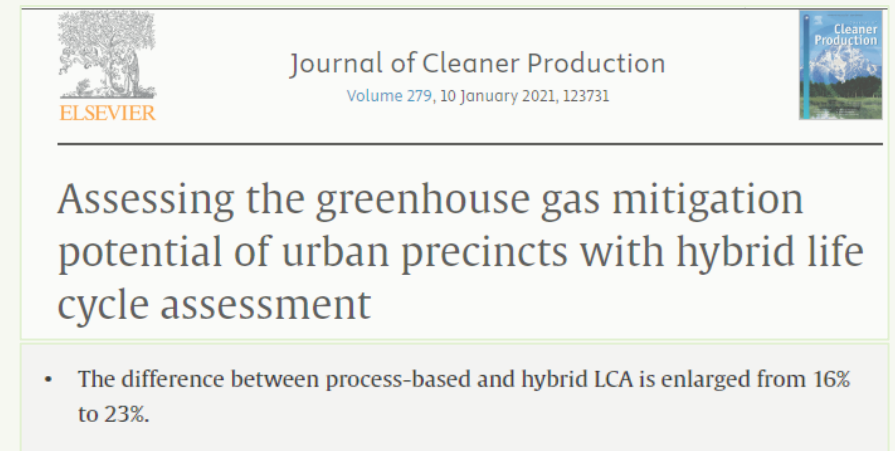 Cleaner
Production
ELSEVIER
Journal of Cleaner Production
Volume 279, 10 January 2021, 123731
Assessing the greenhouse gas mitigation
potential of urban precincts with hybrid life
cycle assessment
• The difference between process-based and hybrid LCA is enlarged from 16%
to 23%.